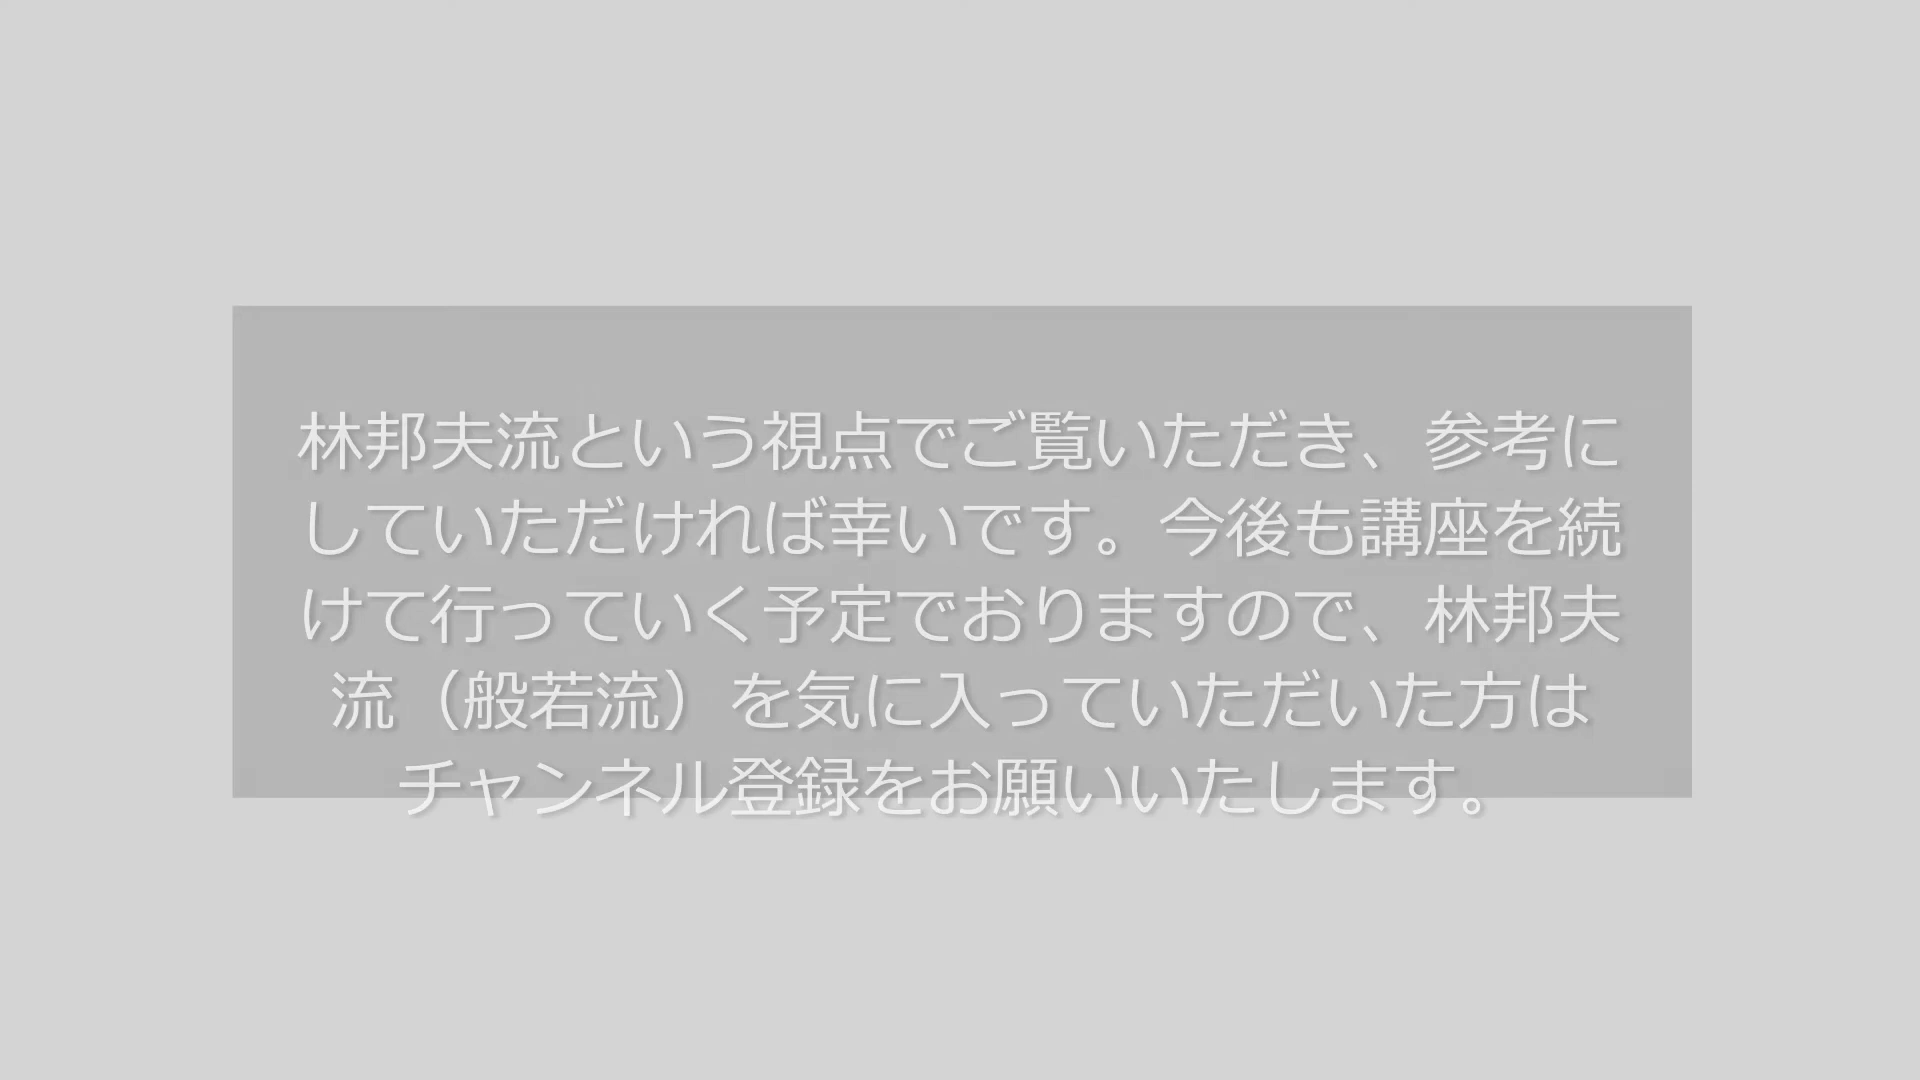 林邦夫流という視点でご覧いただき、参考に
していただければ幸いです。今後も講座を続
けて行っていく予定でおりますので、林邦夫
流（般若流）を気に入っていただいた方は
チャンネル登録をお願いいたします。